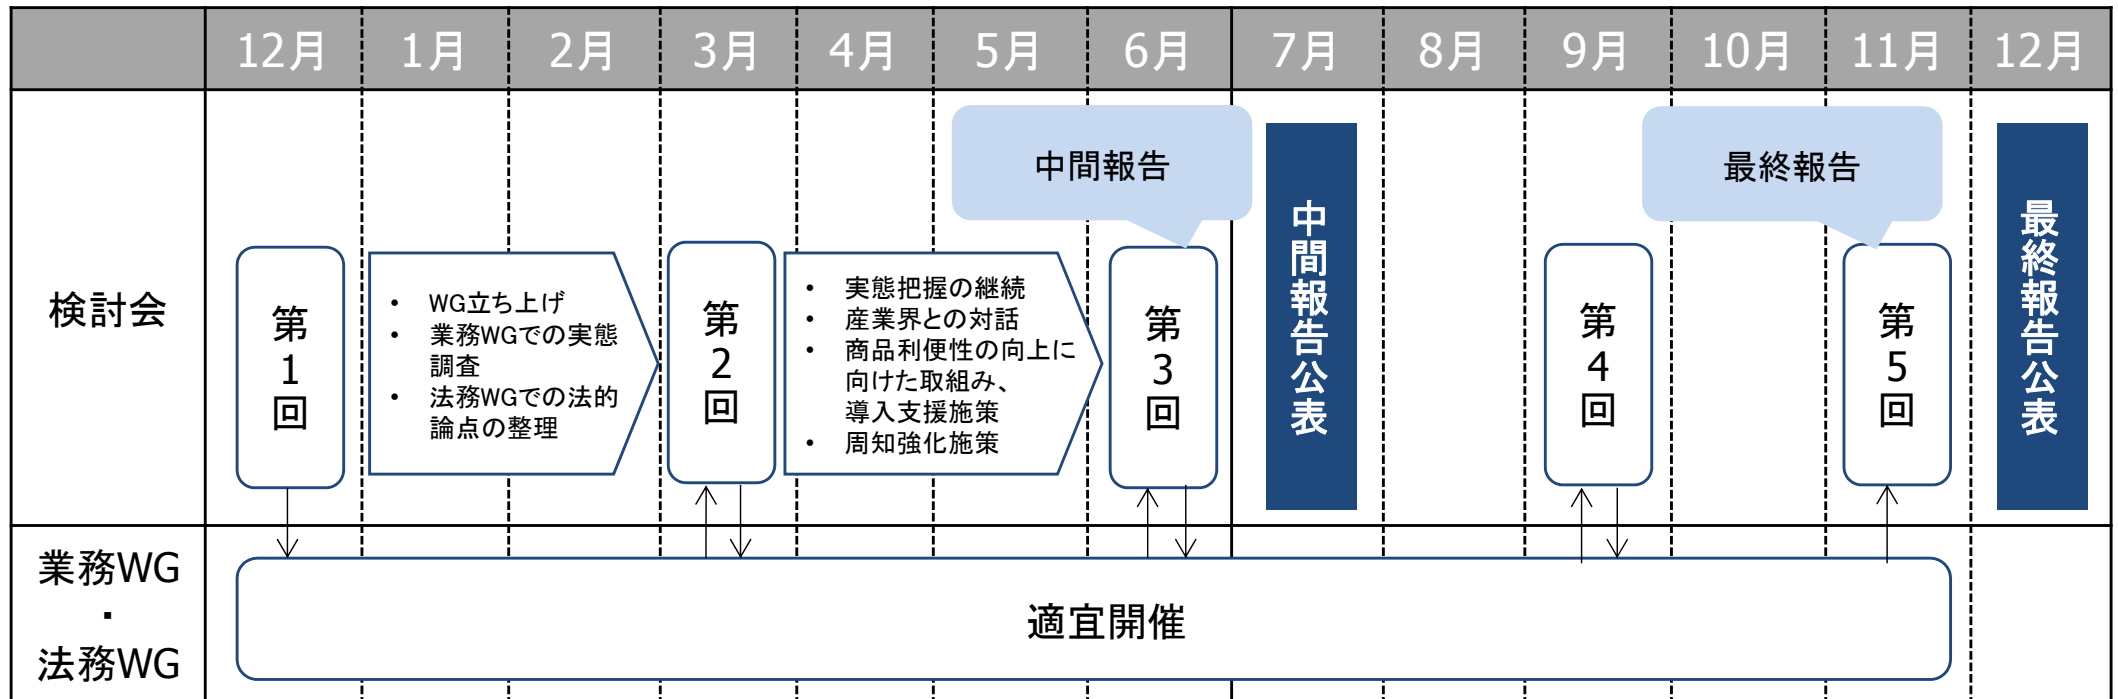 12月 1月 2月 3月 4月 5月 6月 7月 8月 9月 10月 11月 12月
検討会
第1回
• WG立ち上げ
• 業務WGでの実態
調査
• 法務WGでの法的
論点の整理
第2回
• 実態把握の継続
• 産業界との対話
• 商品利便性の向上に
向けた取組み、
導入支援施策
• 周知強化施策
中間報告
第3回
中間報告公表
第4回
最終報告
第5回
最終報告公表
業務WG
・
法務WG
適宜開催